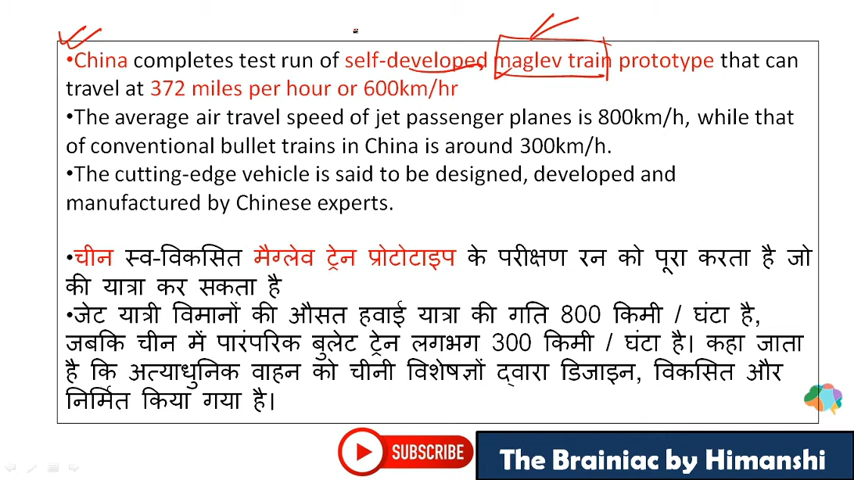 •China completes test run of self-developed maglev train prototype that can
travel at 372 miles per hour or 600km/hr
•The average air travel speed of jet passenger planes is 800km/h, while that
of conventional bullet trains in China is around 300km/h.
•The cutting-edge vehicle is said to be designed, developed and
manufactured by Chinese experts.
•चीन स्व-विकसित मैग्लेव ट्रेन प्रोटोटाइप के परीक्षण रन को पूरा करता है जो
की यात्रा कर सकता है
•जेट यात्री विमानों की औसत हवाई यात्रा की गति 800 किमी / घंटा है,
जबकि चीन में पारंपरिक बुलेट ट्रेन लगभग 300 किमी / घंटा है। कहा जाता
है कि अत्याधुनिक वाहन को चीनी विशेषज्ञों द्वारा डिजाइन, विकसित और
निर्मित किया गया है।
SUBSCRIBE
The Brainiac by Himanshi